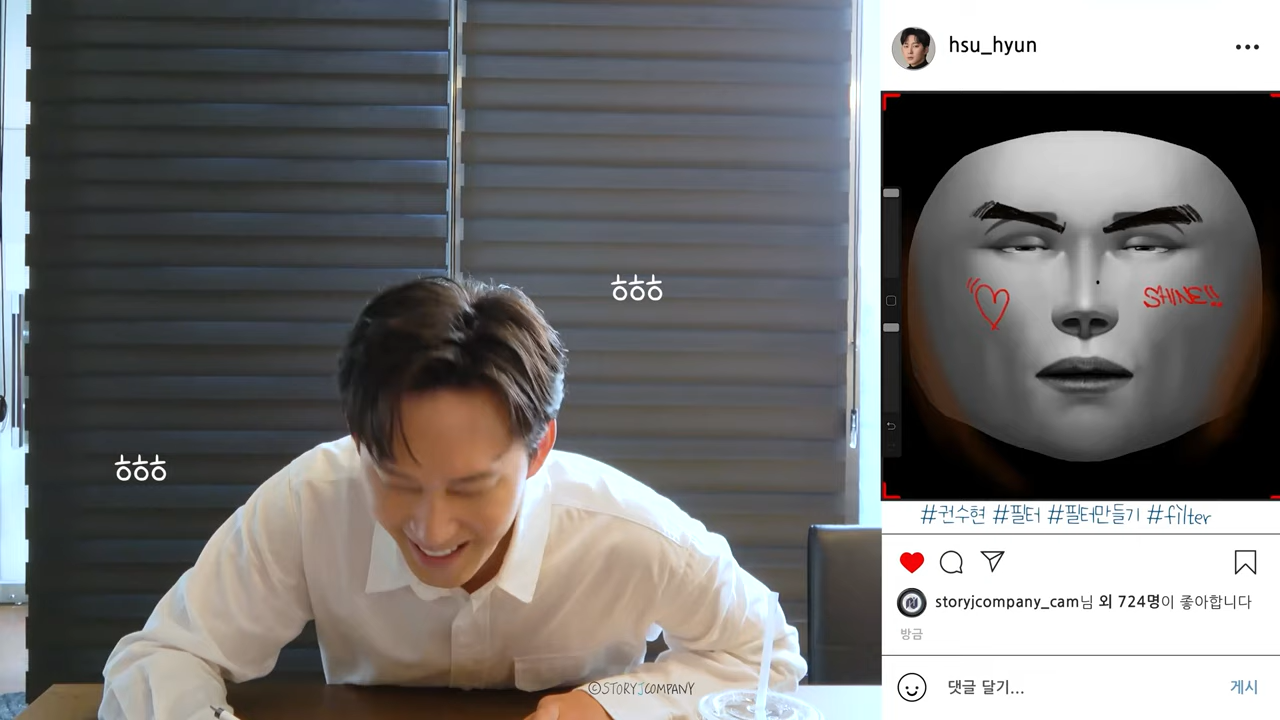 hsu_hyun
ㅎㅎㅎ
SHINE!!
ㅎㅎㅎ
#권수현 #필터 #필터만들기 #filter
storyjcompany_cam님 외 724명이 좋아합니다
방금
©STORYJCOMPANY
댓글 달기...
게시